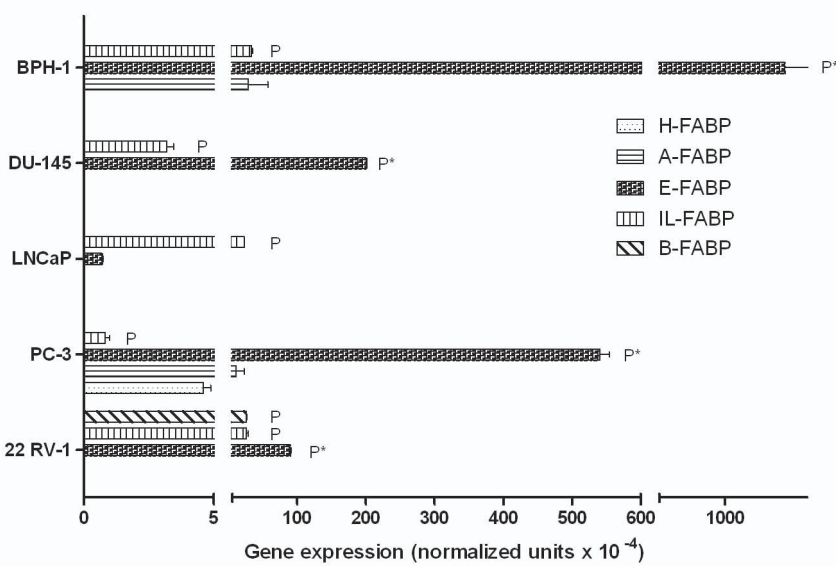 P
BPH-1
P*
H-FABP
A-FABP
P
DU-145
P*
E-FABP
IL-FABP
P
B-FABP
LNCaP
P
PC-3
P*
P
P
22 RV-1
P*
0 5 100 200 300 400 500 600 1000
Gene expression (normalized units x 10 -4)